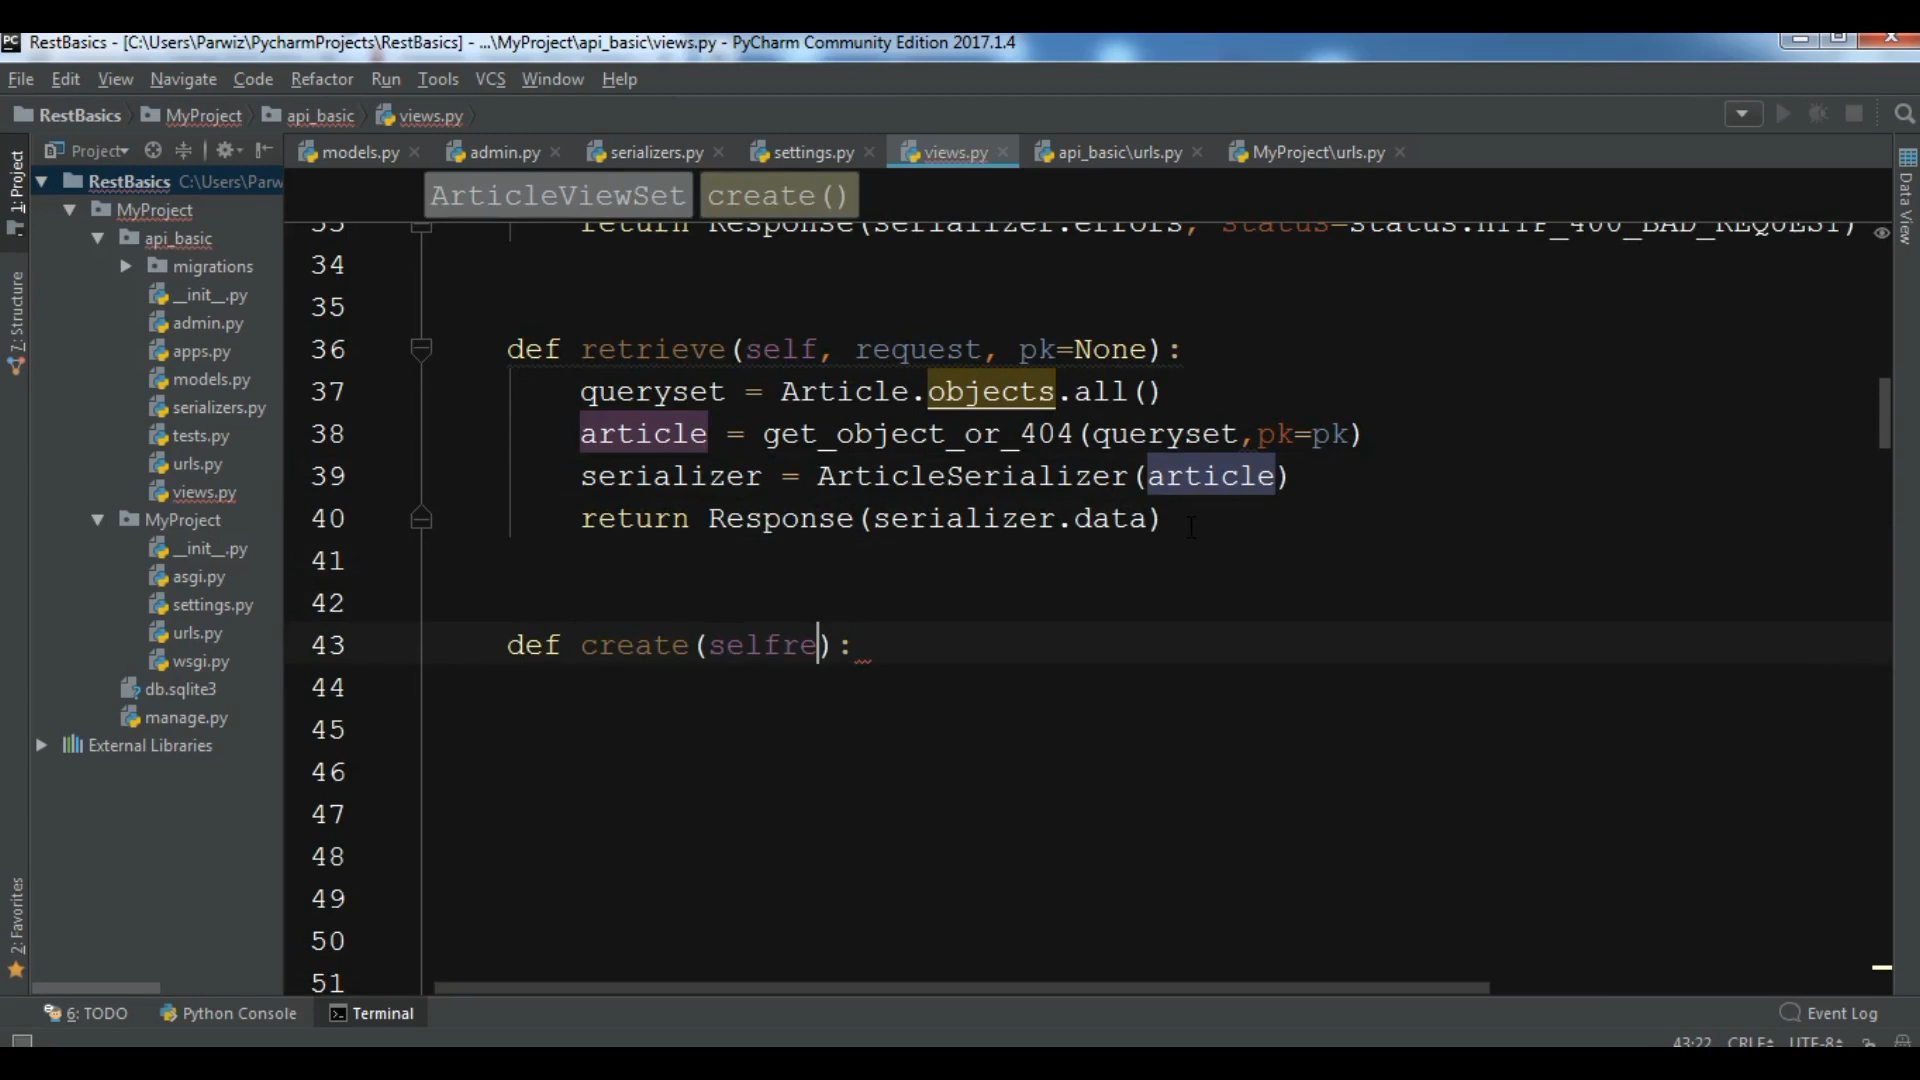 RestBasics - [C:\Users\Parwiz\PycharmProjects\RestBasics] - ...\MyProject\api_basic\views.py - PyCharm Community Edition 2017.1.4
File Edit View Navigate Code Refactor Run Tools VCS Window Help
RestBasics MyProject api_basic views.py
1: Project
7: Structure
2: Favorites
Project
RestBasics C:\Users\Parw
MyProject
api_basic
migrations
__init__.py
admin.py
apps.py
models.py
serializers.py
tests.py
urls.py
views.py
MyProject
__init__.py
asgi.py
settings.py
urls.py
wsgi.py
db.sqlite3
manage.py
External Libraries
models.py admin.py serializers.py settings.py views.py api_basic\urls.py MyProject\urls.py
ArticleViewSet create()
33 return Response(serializer.errors, status=status.HTTP_400_BAD_REQUEST)
34
35
36 def retrieve(self, request, pk=None):
37 queryset = Article.objects.all()
38 article = get_object_or_404(queryset,pk=pk)
39 serializer = ArticleSerializer(article)
40 return Response(serializer.data)
41
42
43 def create(selfre):
44
45
46
47
48
49
50
51
Data View
6: TODO Python Console Terminal Event Log
43:22 CRLF UTF-8